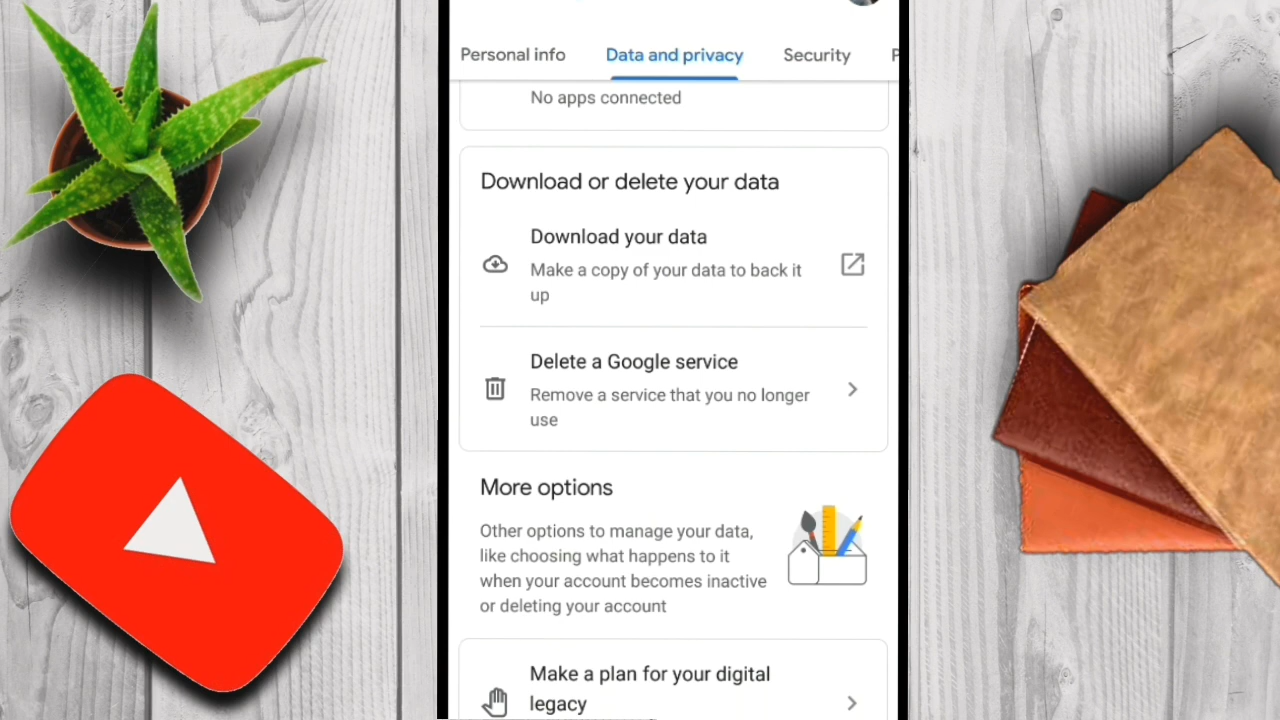 Personal info Data and privacy Security
No apps connected
Download or delete your data
Download your data
Make a copy of your data to back it
up
Delete a Google service
Remove a service that you no longer
use
More options
Other options to manage your data,
like choosing what happens to it
when your account becomes inactive
or deleting your account
Make a plan for your digital
legacy